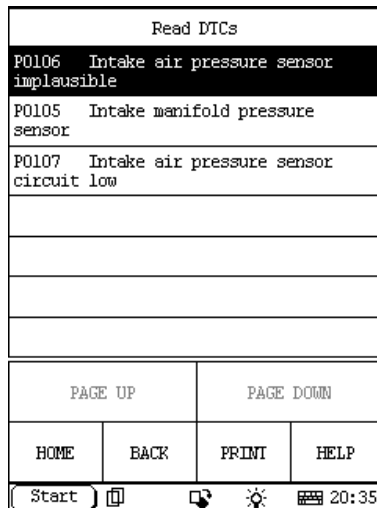 Read DTCs
P0106 Intake air pressure sensor
implausible
P0105 Intake manifold pressure
sensor
P0107 Intake air pressure sensor
circuit low
PAGE UP PAGE DOWN
HOME BACK PRINT HELP
Start 20:35